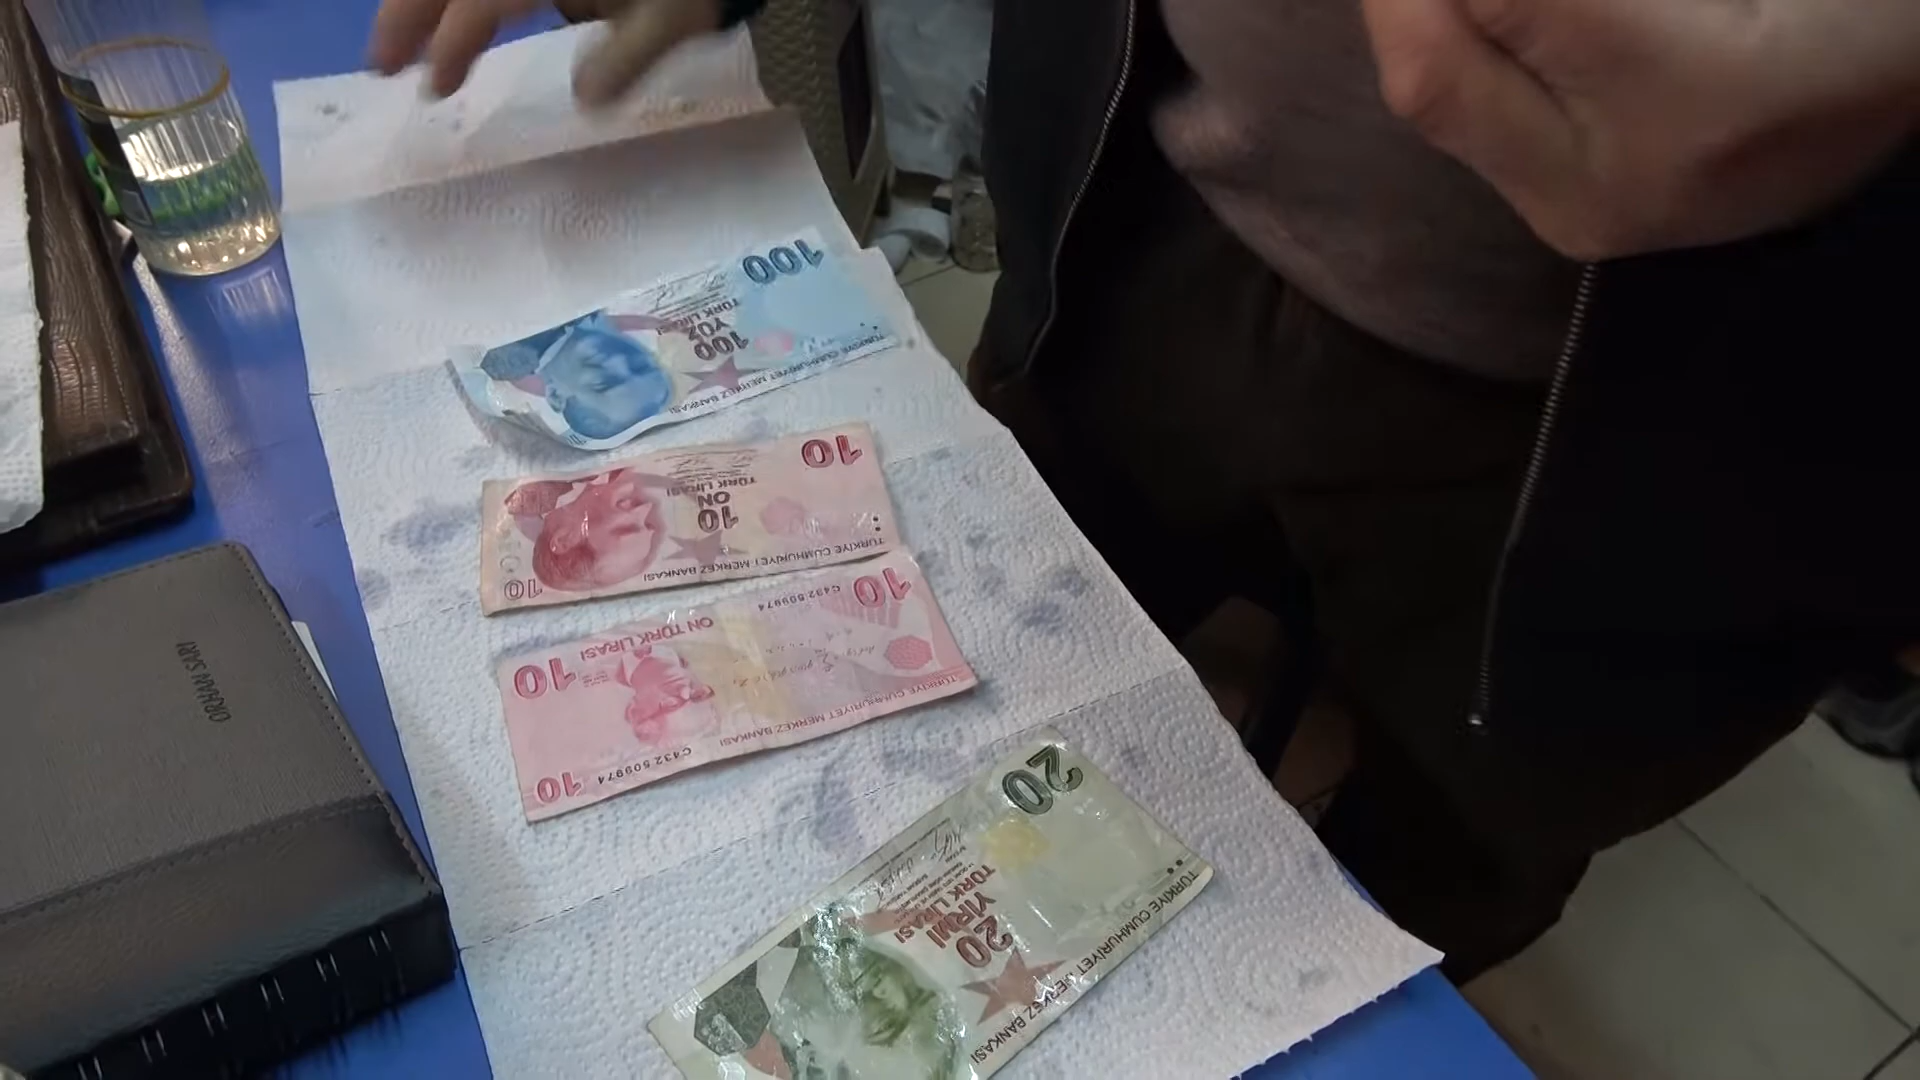 100
TÜRK LİRASI
YÜZ
100
TÜRKİYE CUMHURİYET MERKEZ BANKASI
10
TÜRK LİRASI
ON
10
TÜRKİYE CUMHURİYET MERKEZ BANKASI
10
10
C432 509974
ON TÜRK LİRASI
10
TÜRKİYE CUMHURİYET MERKEZ BANKASI
C432 509974
10
20
TÜRK LİRASI
YİRMİ
20
TÜRKİYE CUMHURİYET MERKEZ BANKASI
ORHAN SARI